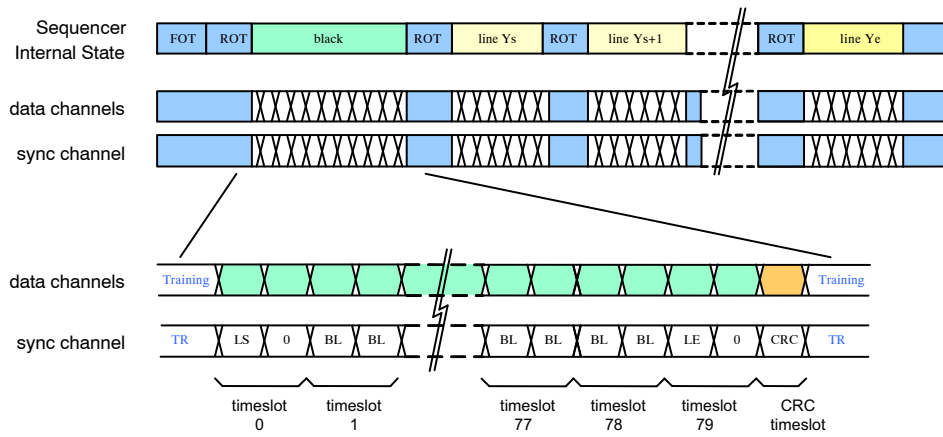 Sequencer
Internal State
FOT ROT black ROT line Ys ROT line Ys+1 ROT line Ye
data channels
sync channel
data channels Training Training
sync channel TR LS 0 BL BL BL BL BL BL LE 0 CRC TR
timeslot timeslot timeslot timeslot timeslot CRC
0 1 77 78 79 timeslot